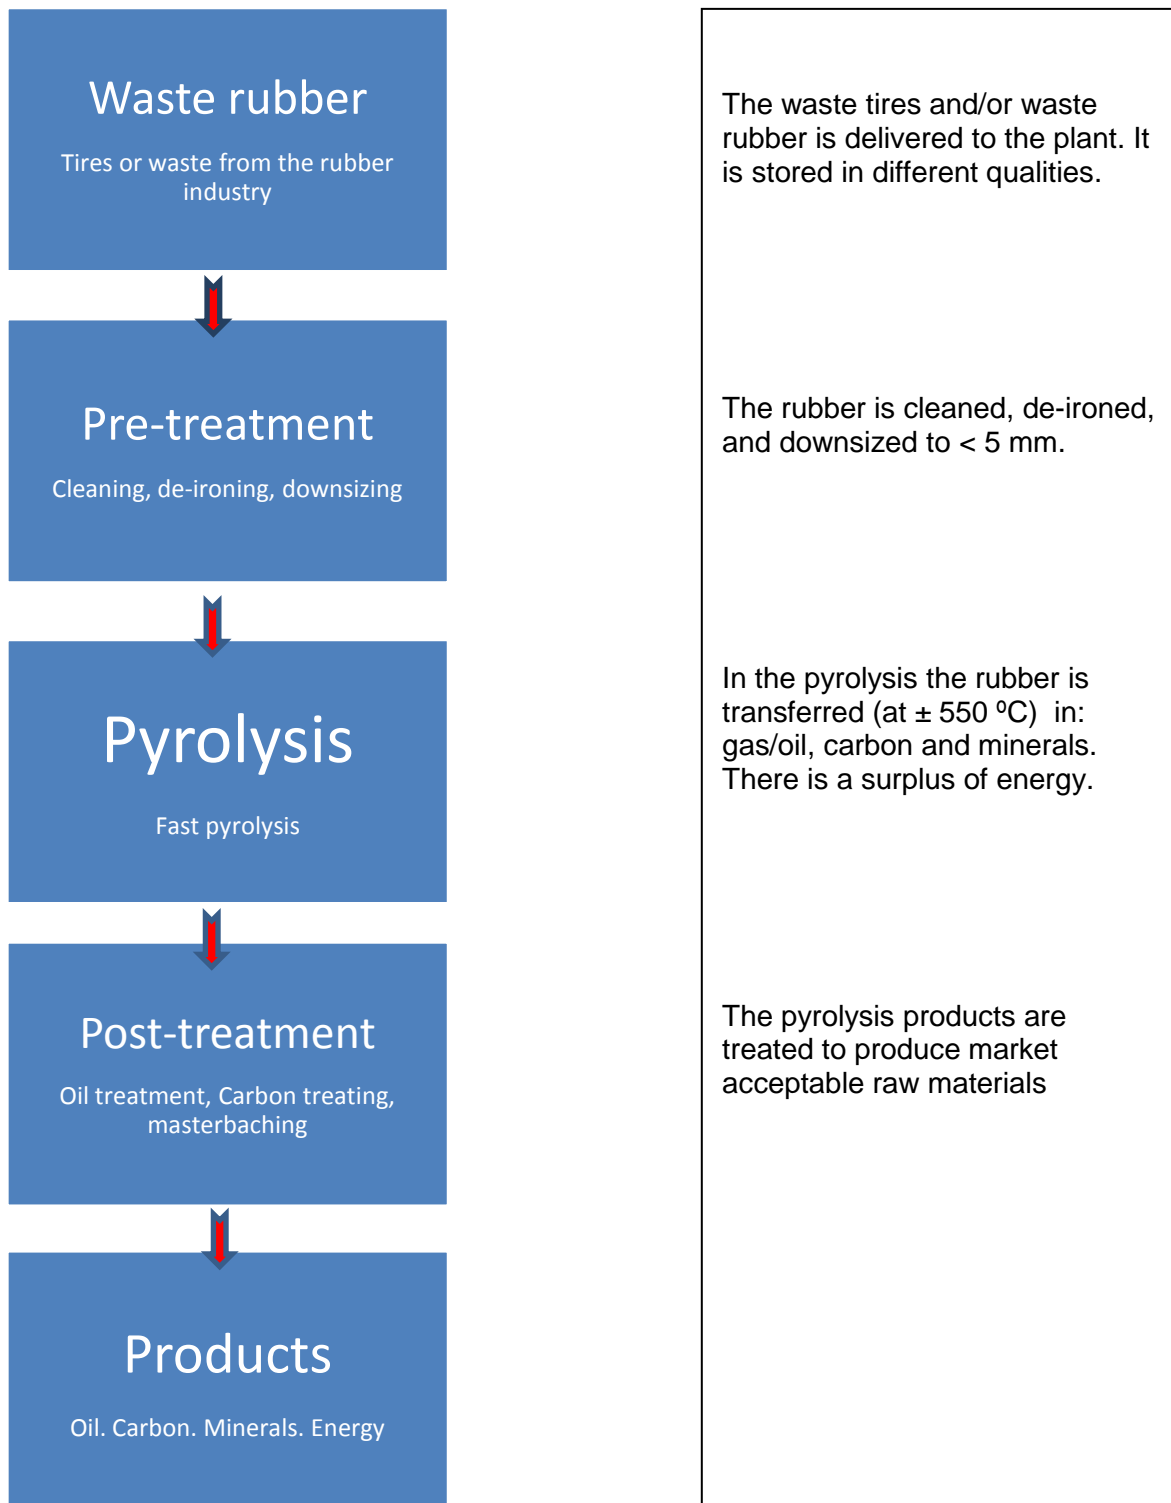 Waste rubber
Tires or waste from the rubber
industry
The waste tires and/or waste
rubber is delivered to the plant. It
is stored in different qualities.
Pre-treatment
Cleaning, de-ironing, downsizing
The rubber is cleaned, de-ironed,
and downsized to < 5 mm.
Pyrolysis
Fast pyrolysis
In the pyrolysis the rubber is
transferred (at ± 550 ºC)  in:
gas/oil, carbon and minerals.
There is a surplus of energy.
Post-treatment
Oil treatment, Carbon treating,
masterbaching
The pyrolysis products are
treated to produce market
acceptable raw materials
Products
Oil. Carbon. Minerals. Energy